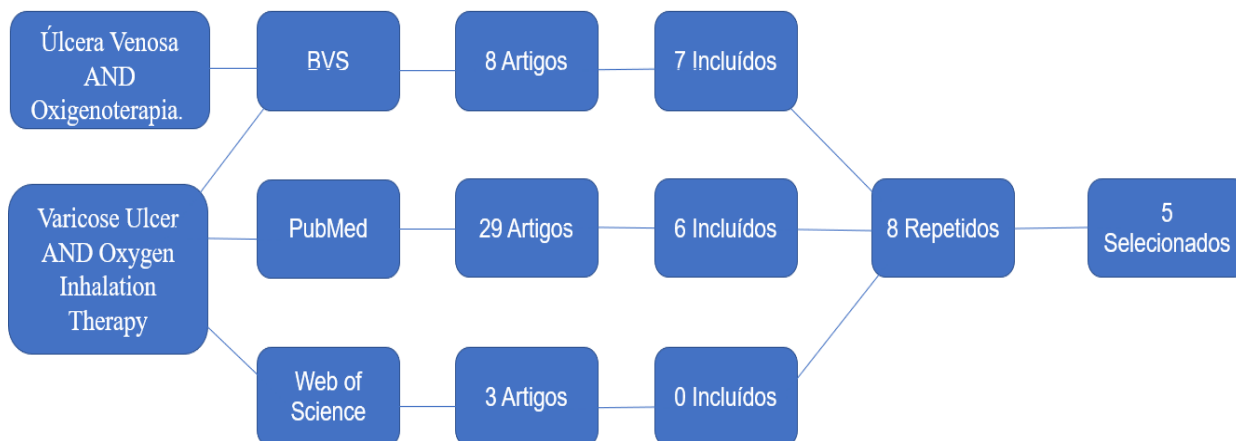 Úlcera Venosa
AND
Oxigenoterapia.
BVS
8 Artigos
7 Incluídos
Varicose Ulcer
AND Oxygen
Inhalation
Therapy
PubMed
29 Artigos
6 Incluídos
8 Repetidos
5
Selecionados
Web of
Science
3 Artigos
0 Incluídos